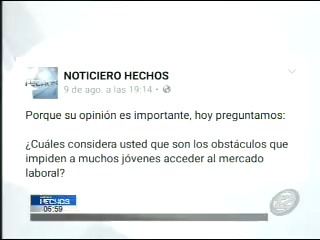 NOTICIERO HECHOS
9 de ago. a las 19:14 •
Porque su opinión es importante, hoy preguntamos:
¿Cuáles considera usted que son los obstáculos que
impiden a muchos jóvenes acceder al mercado
laboral?
HECHOS
06:59